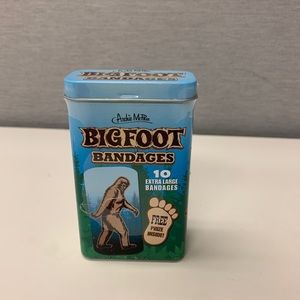 Archie McPhee
BIGFOOT
BANDAGES
10
EXTRA LARGE
BANDAGES
FREE
PRIZE
INSIDE!